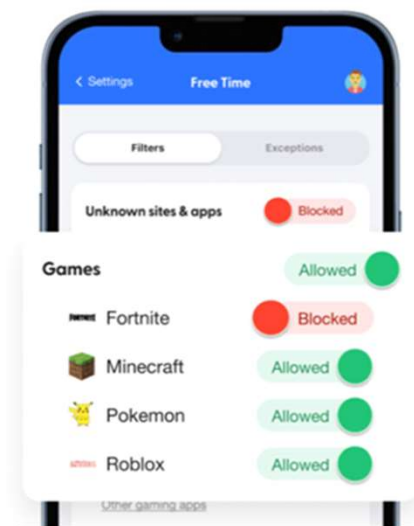 Settings Free Time
Filters Exceptions
Unknown sites & apps Blocked
Games Allowed
Fortnite Blocked
Minecraft Allowed
Pokemon Allowed
Roblox Allowed
Other gaming apps